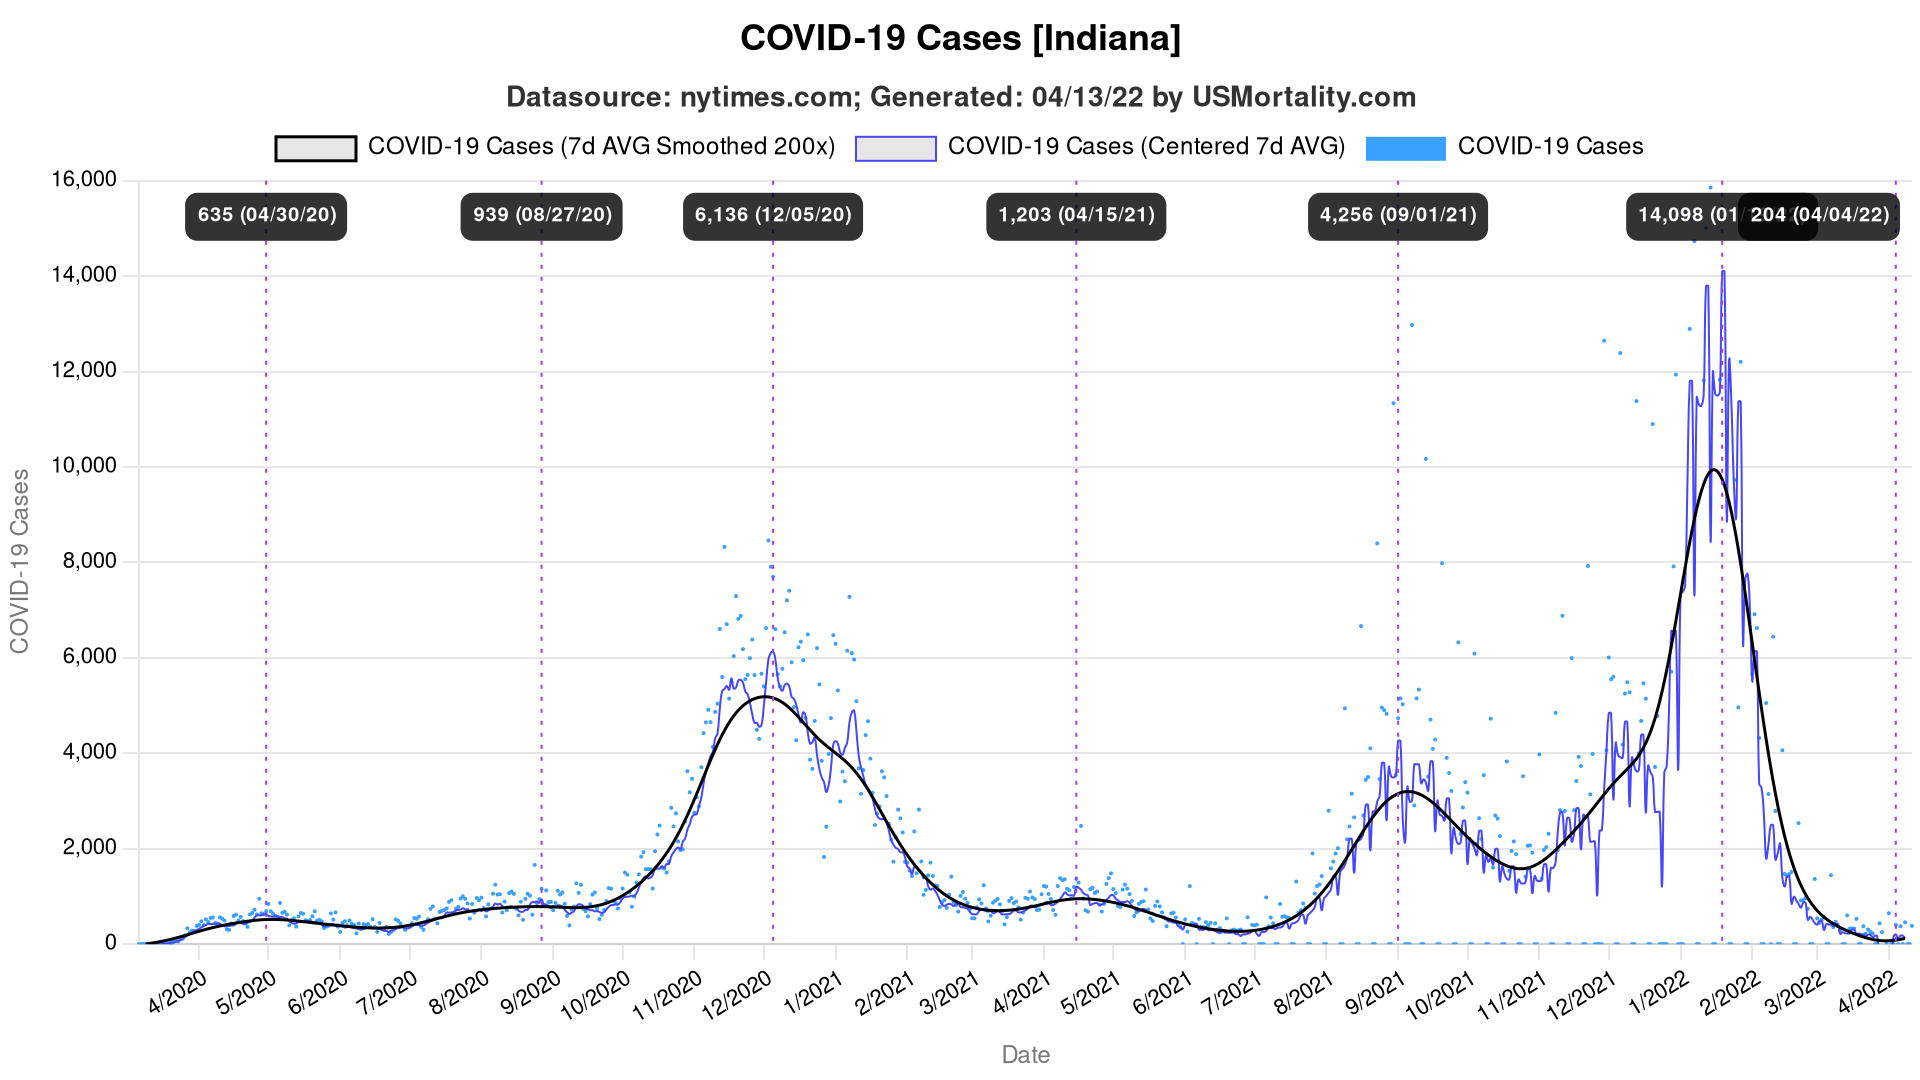 COVID-19 Cases [Indiana]
Datasource: nytimes.com; Generated: 04/13/22 by USMortality.com
COVID-19 Cases (7d AVG Smoothed 200x) COVID-19 Cases (Centered 7d AVG) COVID-19 Cases
635 (04/30/20) 939 (08/27/20) 6,136 (12/05/20) 1,203 (04/15/21) 4,256 (09/01/21) 14,098 (01/ 204 (04/04/22)
16,000
14,000
12,000
10,000
8,000
6,000
4,000
2,000
0
COVID-19 Cases
4/2020 5/2020 6/2020 7/2020 8/2020 9/2020 10/2020 11/2020 12/2020 1/2021 2/2021 3/2021 4/2021 5/2021 6/2021 7/2021 8/2021 9/2021 10/2021 11/2021 12/2021 1/2022 2/2022 3/2022 4/2022
Date